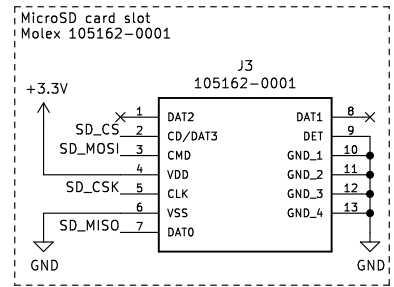 MicroSD card slot
Molex 105162-0001
J3
105162-0001
+3.3V
1 DAT2 DAT1 8
SD_CS 2 CD/DAT3 DET 9
SD_MOSI 3 CMD GND_1 10
4 VDD GND_2 11
SD_CSK 5 CLK GND_3 12
6 VSS GND_4 13
SD_MISO 7 DAT0
GND GND